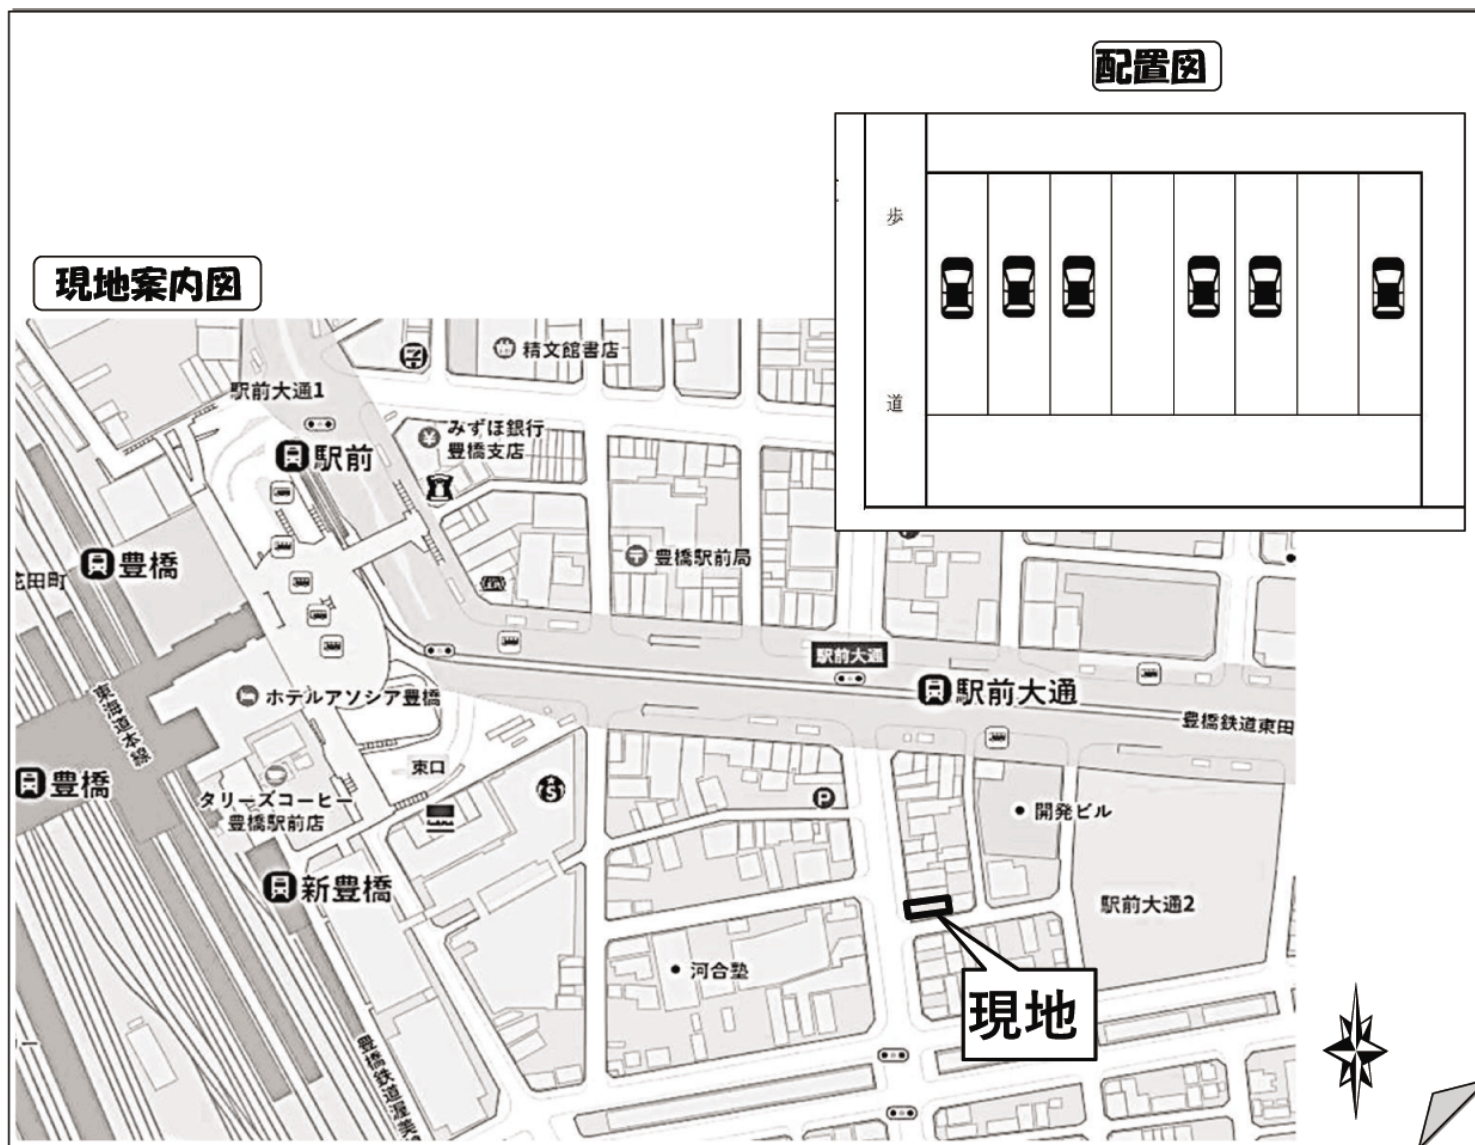 配置図
歩
道
現地案内図
精文館書店
駅前大通1
みずほ銀行
豊橋支店
駅前
豊橋
花田町
豊橋駅前局
駅前大通
駅前大通
豊橋鉄道東田
ホテルアソシア豊橋
東海道本線
豊橋
東口
タリーズコーヒー
豊橋駅前店
P
開発ビル
新豊橋
駅前大通2
河合塾
現地
豊橋鉄道渥美